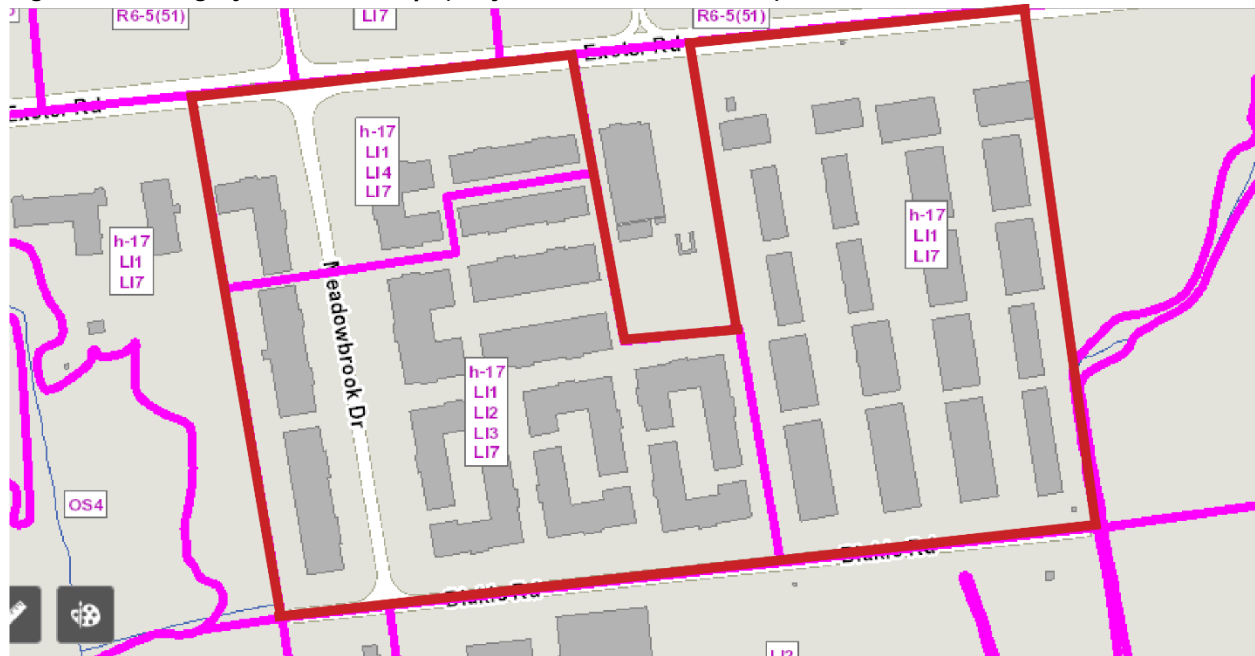 R6-5(51)
LI7
R6-5(51)
Exeter Rd
Exeter Rd
h-17
LI1
LI4
LI7
h-17
LI1
LI7
h-17
LI1
LI7
Meadowbrook Dr
h-17
LI1
LI2
LI3
LI7
OS4
Blakie Rd
Blakie Rd